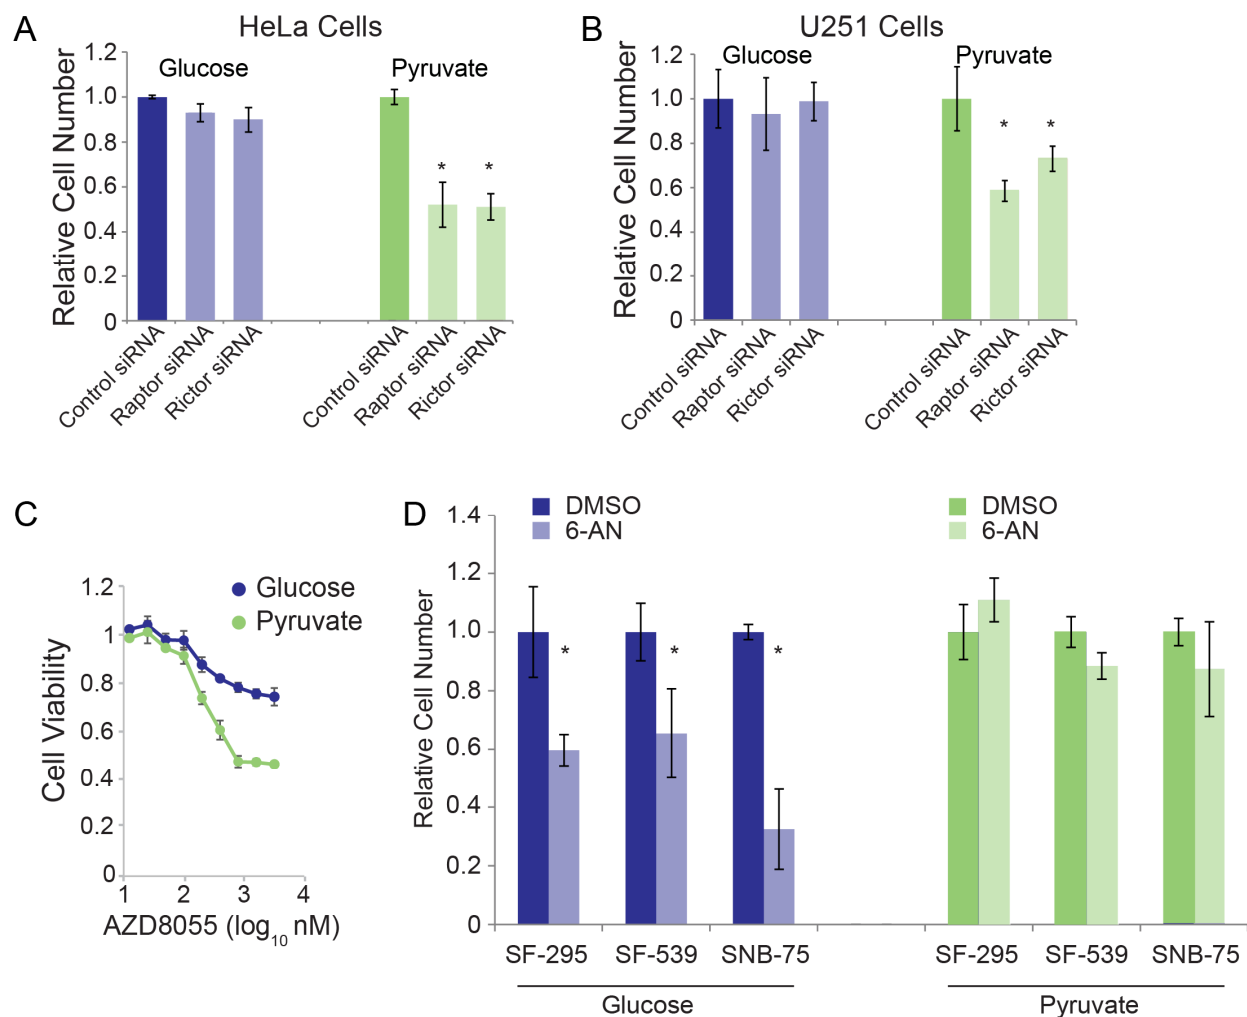 A
HeLa Cells
Relative Cell Number
1.2
1.0
0.8
0.6
0.4
0.2
0
Glucose
Pyruvate
*
*
Control siRNA
Raptor siRNA
Rictor siRNA
Control siRNA
Raptor siRNA
Rictor siRNA
B
U251 Cells
Relative Cell Number
1.2
1.0
0.8
0.6
0.4
0.2
0
Glucose
Pyruvate
*
*
Control siRNA
Raptor siRNA
Rictor siRNA
Control siRNA
Raptor siRNA
Rictor siRNA
C
Cell Viability
1.2
1
0.8
0.6
0.4
0.2
0
Glucose
Pyruvate
1 2 3 4
AZD8055 (log10 nM)
D
DMSO
6-AN
DMSO
6-AN
Relative Cell Number
1.4
1.2
1.0
0.8
0.6
0.4
0.2
0
*
*
*
SF-295 SF-539 SNB-75 SF-295 SF-539 SNB-75
Glucose Pyruvate